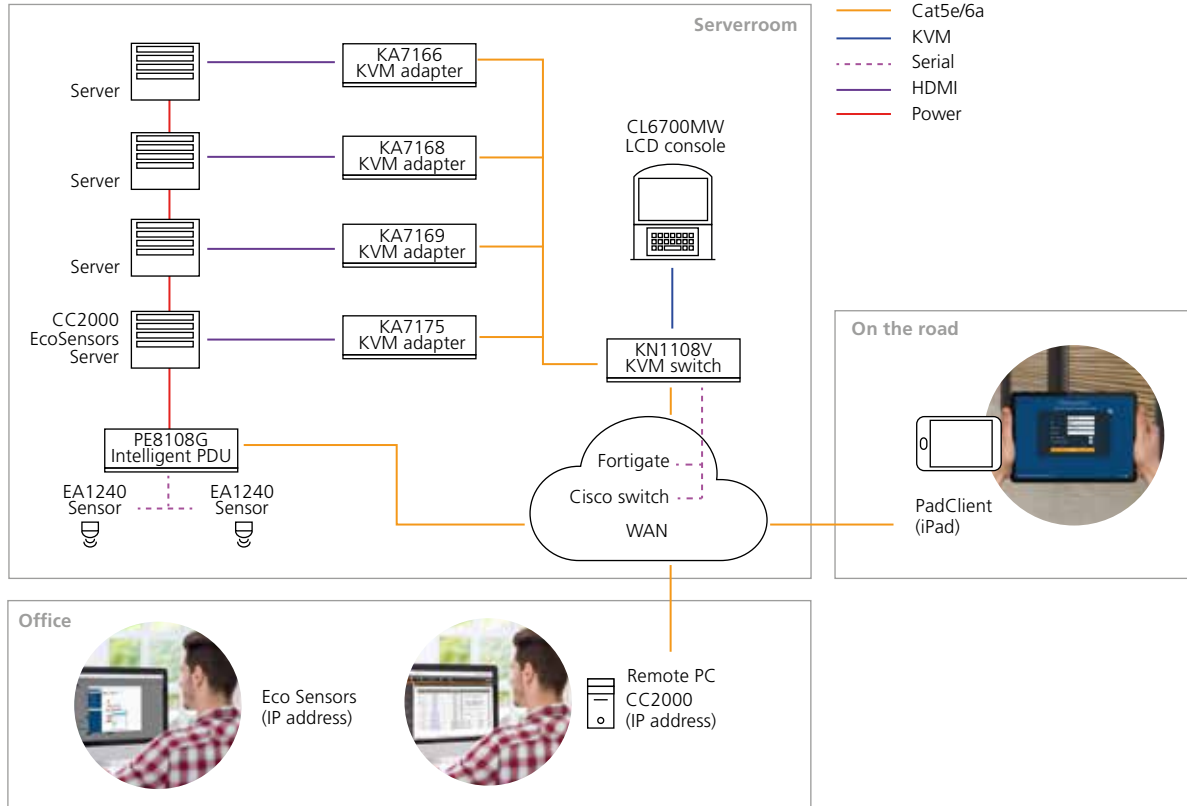 Serverroom
Cat5e/6a
KVM
Serial
HDMI
Power
Server
KA7166
KVM adapter
Server
KA7168
KVM adapter
Server
KA7169
KVM adapter
CC2000
EcoSensors
Server
KA7175
KVM adapter
CL6700MW
LCD console
KN1108V
KVM switch
PE8108G
Intelligent PDU
EA1240
Sensor
EA1240
Sensor
Fortigate
Cisco switch
WAN
On the road
PadClient
(iPad)
Office
Eco Sensors
(IP address)
Remote PC
CC2000
(IP address)